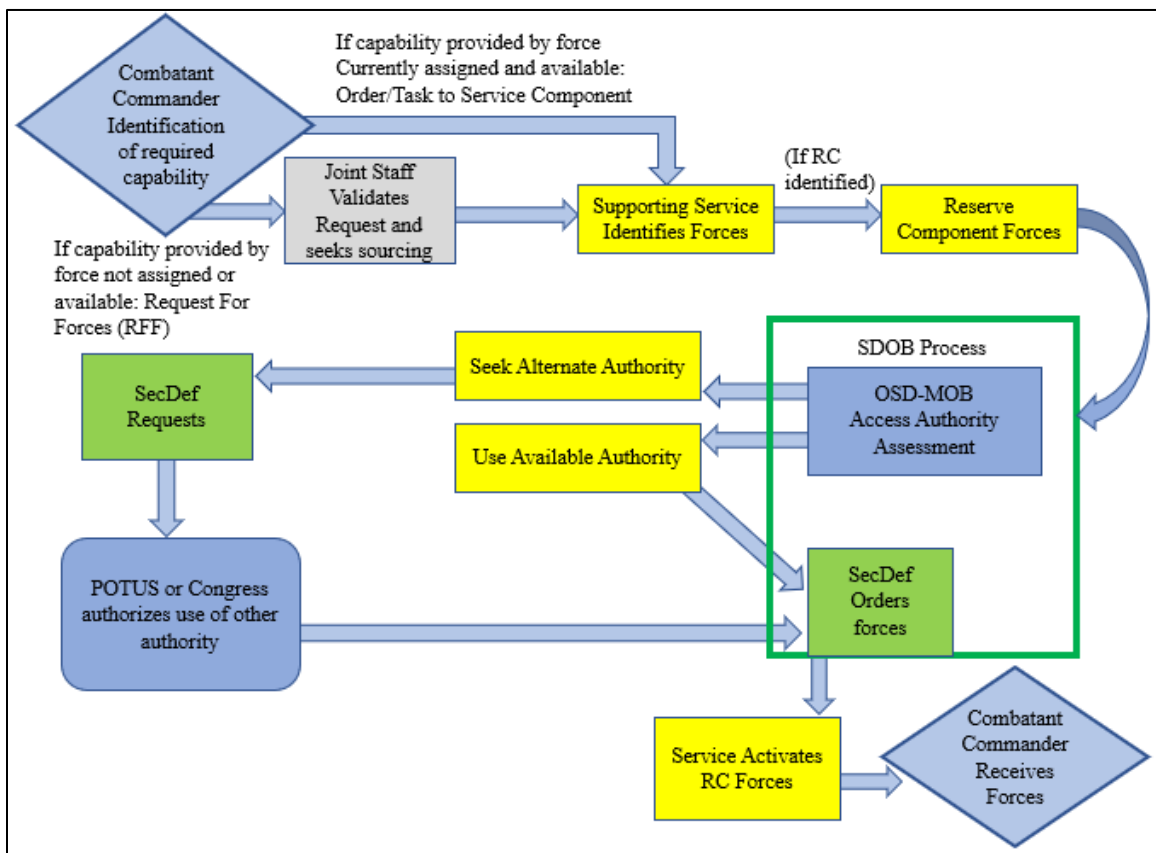 Combatant
Commander
Identification
of required
capability
If capability provided by force
Currently assigned and available:
Order/Task to Service Component
Joint Staff
Validates
Request and
seeks sourcing
Supporting Service
Identifies Forces
(If RC
identified)
Reserve
Component Forces
If capability provided by
force not assigned or
available: Request For
Forces (RFF)
SDOB Process
OSD-MOB
Access Authority
Assessment
Seek Alternate Authority
Use Available Authority
SecDef
Requests
POTUS or Congress
authorizes use of other
authority
SecDef
Orders
forces
Service Activates
RC Forces
Combatant
Commander
Receives
Forces